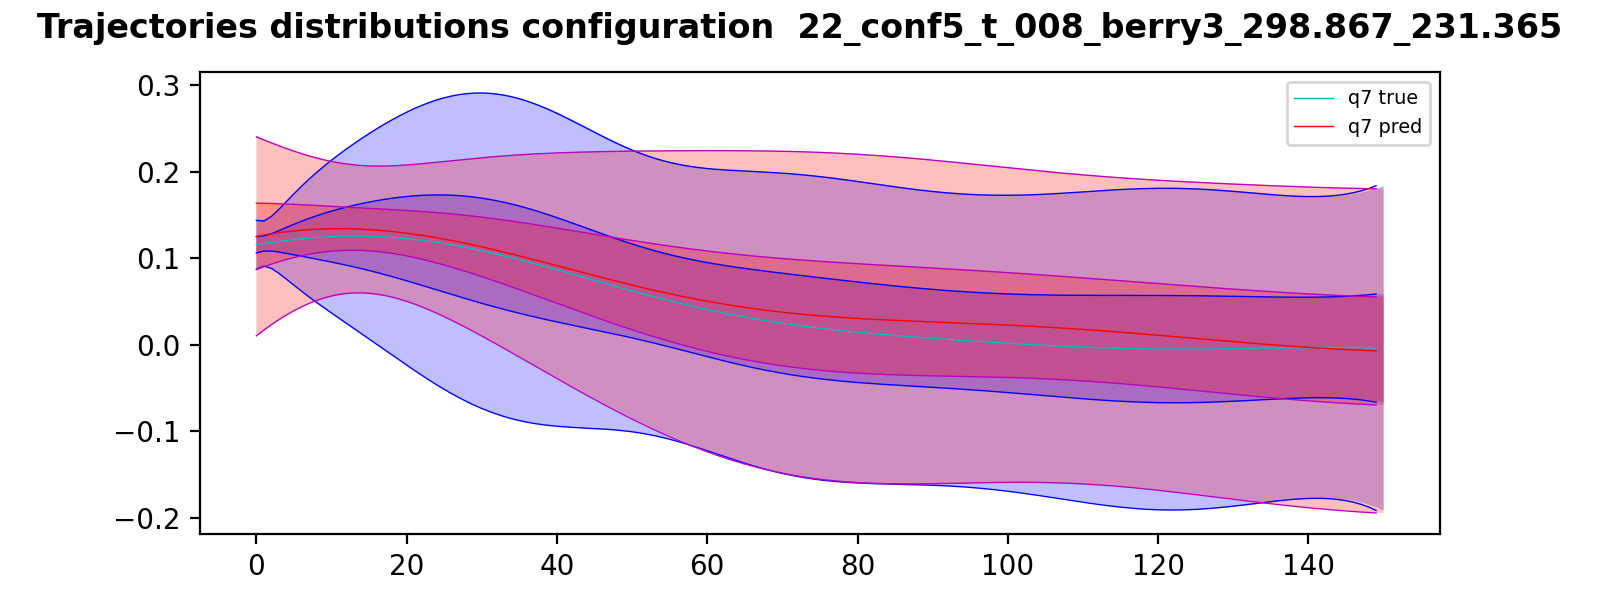 Trajectories distributions configuration 22_conf5_t_008_berry3_298.867_231.365
0.3
0.2
0.1
0.0
−0.1
−0.2
q7 true
q7 pred
0 20 40 60 80 100 120 140